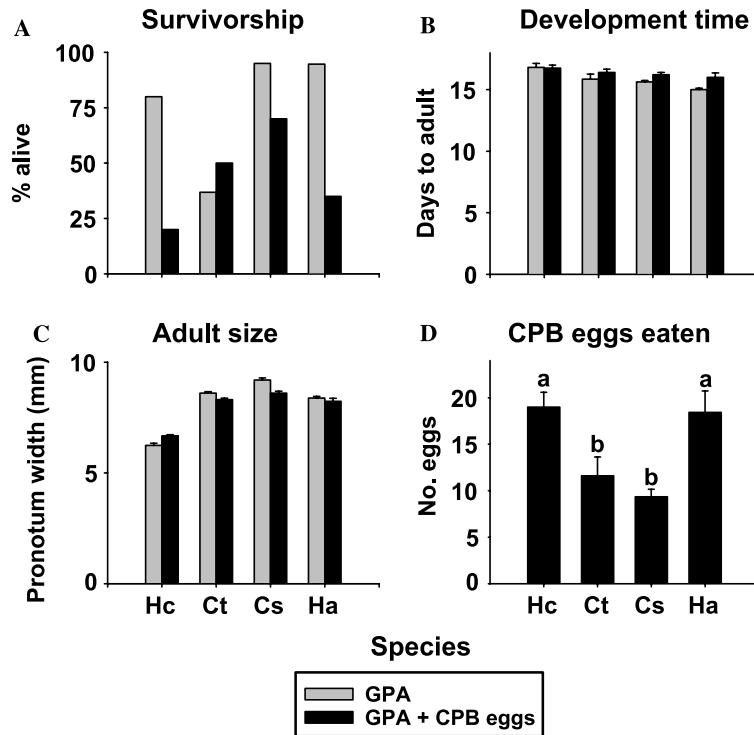 A
Survivorship
100
75
50
25
0
% alive
B
Development time
15
10
5
0
Days to adult
C
Adult size
10
5
0
Pronotum width (mm)
Hc Ct Cs Ha
D
CPB eggs eaten
20
15
10
5
0
No. eggs
a b b a
Hc Ct Cs Ha
Species
GPA
GPA + CPB eggs